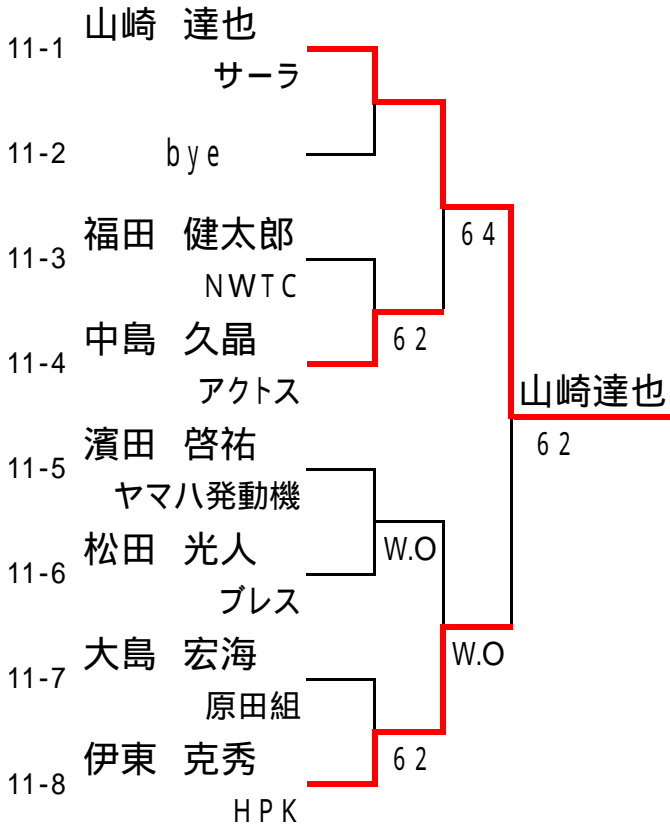 11-1 山崎 達也
サーラ
11-2 bye
福田 健太郎
64
11-3
NWTC
中島 久晶
62
11-4
アクトス
山崎達也
濱田 啓祐
62
11-5
ヤマハ発動機
松田 光人
W.O
11-6
ブレス
大島 宏海
W.O
11-7
原田組
伊東 克秀
62
11-8
HPK